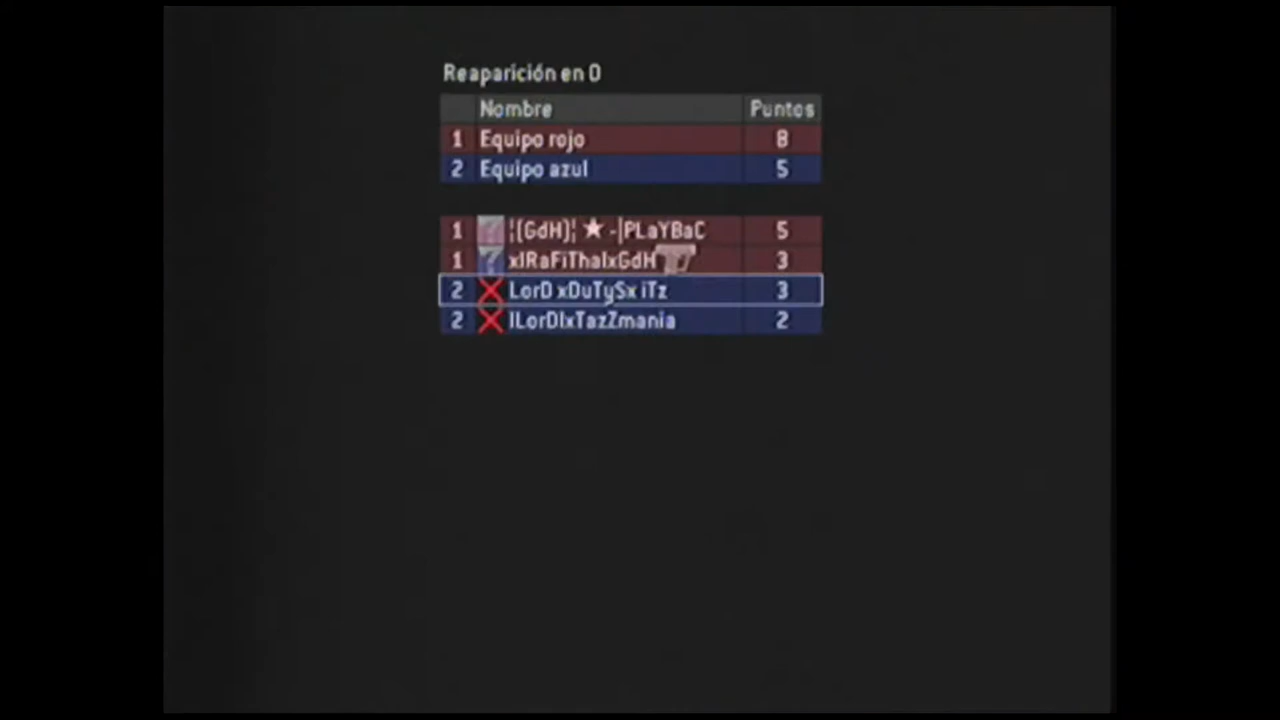 Reaparición en 0
Nombre Puntos
1 Equipo rojo 8
2 Equipo azul 5
1 ¦(GdH)¦ ★ -|PLaYBaC 5
1 xIRaFiThaIxGdH 3
2 LorD xDuTySx iTz 3
2 lLorDlxTazZmania 2